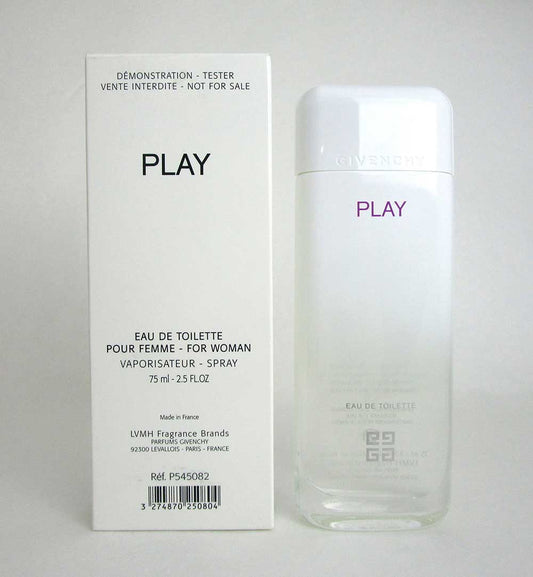 DÉMONSTRATION - TESTER
VENTE INTERDITE - NOT FOR SALE
PLAY
EAU DE TOILETTE
POUR FEMME - FOR WOMAN
VAPORISATEUR - SPRAY
75 ml - 2.5 FL.OZ
Made in France
LVMH Fragrance Brands
PARFUMS GIVENCHY
92300 LEVALLOIS - PARIS - FRANCE
Réf. P545082
3 274870 250804
GIVENCHY
PLAY
EAU DE TOILETTE